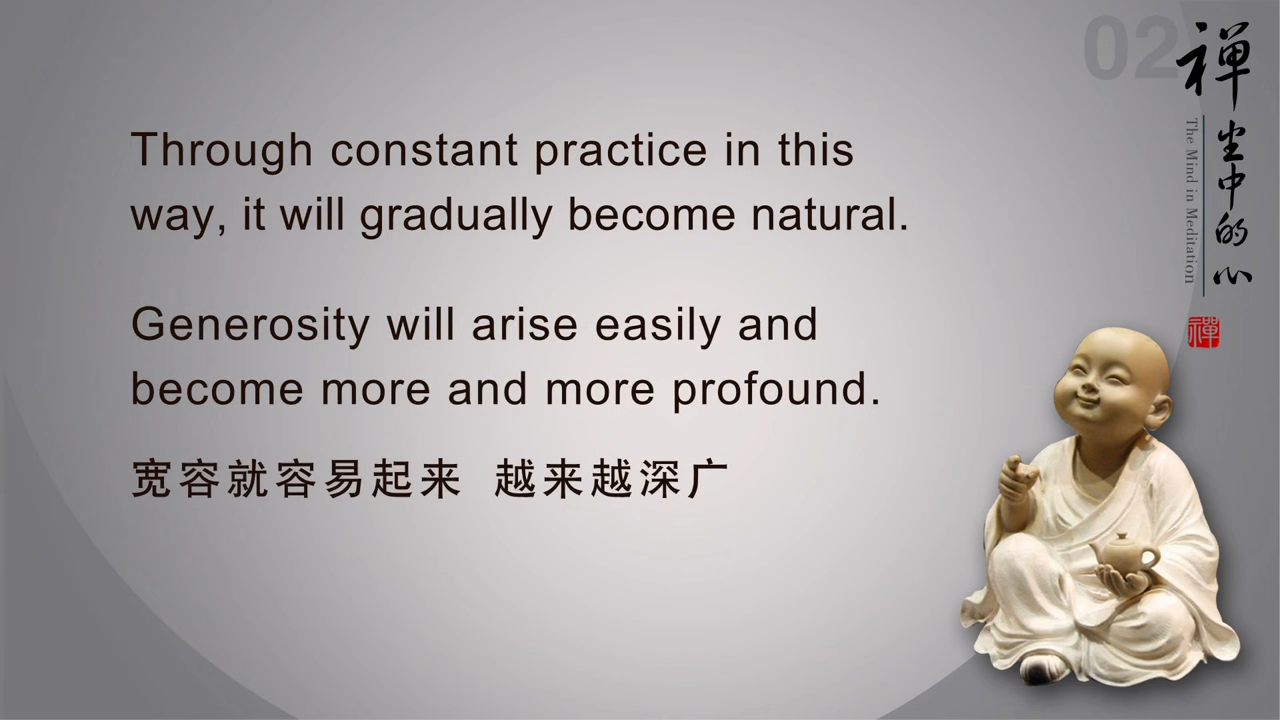 Through constant practice in this
way, it will gradually become natural.
Generosity will arise easily and
become more and more profound.
宽容就容易起来 越来越深广
02
禅
坐中的心
The Mind in Meditation
禅